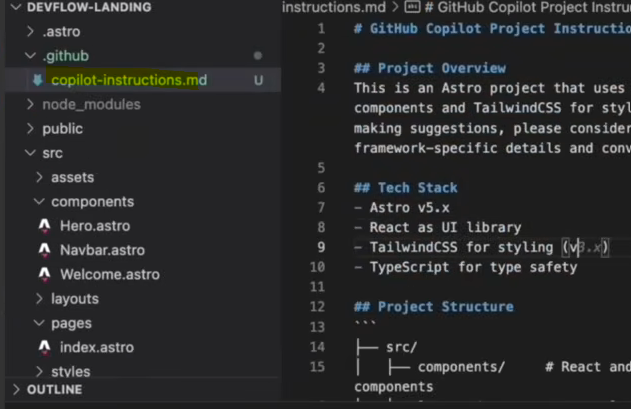 DEVFLOW-LANDING
.astro
.github
copilot-instructions.md U
node_modules
public
src
assets
components
Hero.astro
Navbar.astro
Welcome.astro
layouts
pages
index.astro
styles
OUTLINE
instructions.md > # GitHub Copilot Project Instru
1 # GitHub Copilot Project Instructio
2
3 ## Project Overview
4 This is an Astro project that uses
components and TailwindCSS for styl
making suggestions, please consider
framework-specific details and conv
5
6 ## Tech Stack
7 - Astro v5.x
8 - React as UI library
9 - TailwindCSS for styling (v3.x)
10 - TypeScript for type safety
11
12 ## Project Structure
13 ```
14 ├── src/
15 │   ├── components/     # React and
components